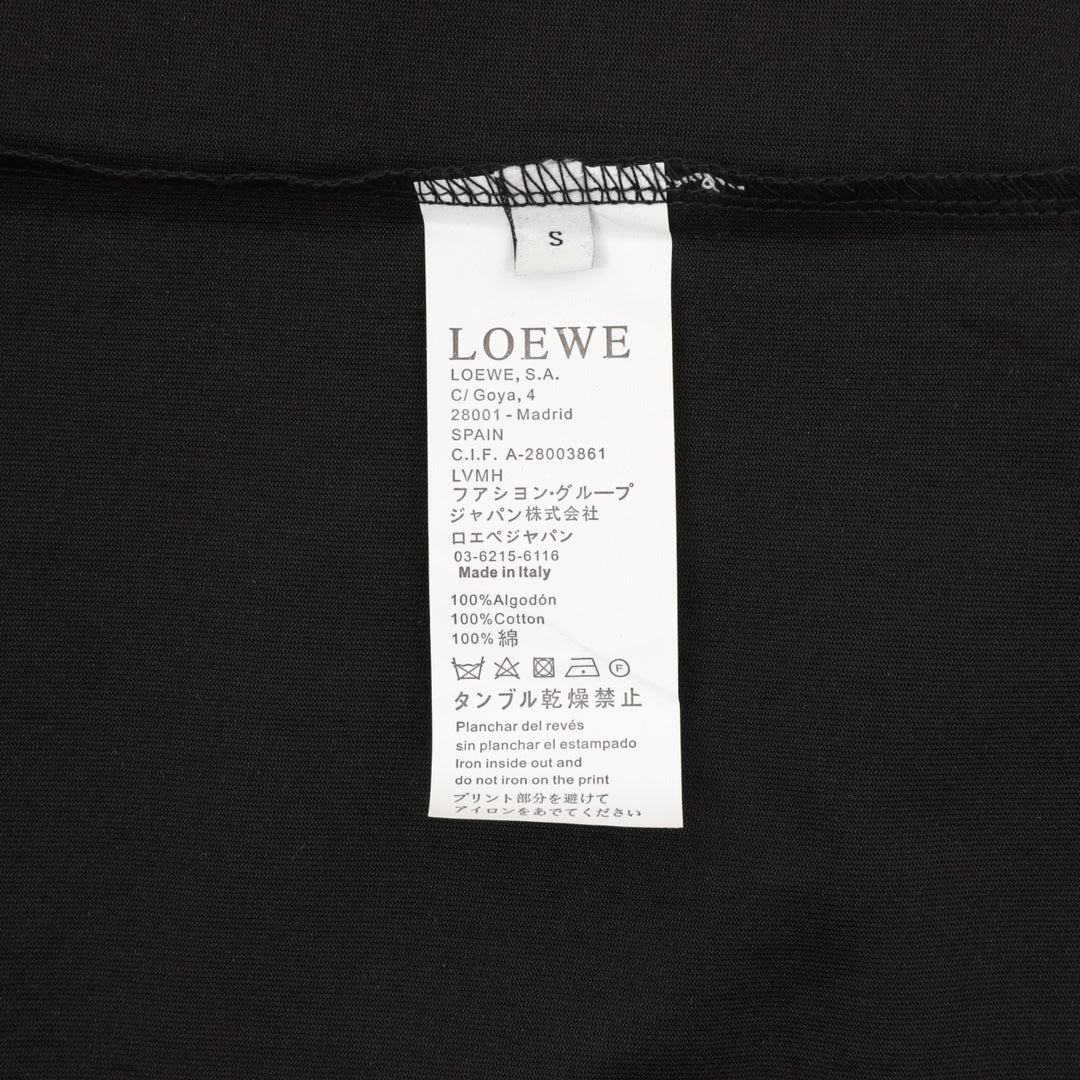 S
LOEWE
LOEWE, S.A.
C/ Goya, 4
28001 - Madrid
SPAIN
C.I.F. A-28003861
LVMH
フアシヨン・グループ
ジャパン株式会社
ロエペジャパン
03-6215-6116
Made in Italy
100%Algodón
100%Cotton
100% 綿
F
タンブル乾燥禁止
Planchar del revés
sin planchar el estampado
Iron inside out and
do not iron on the print
プリント部分を避けて
アイロンをあでてください